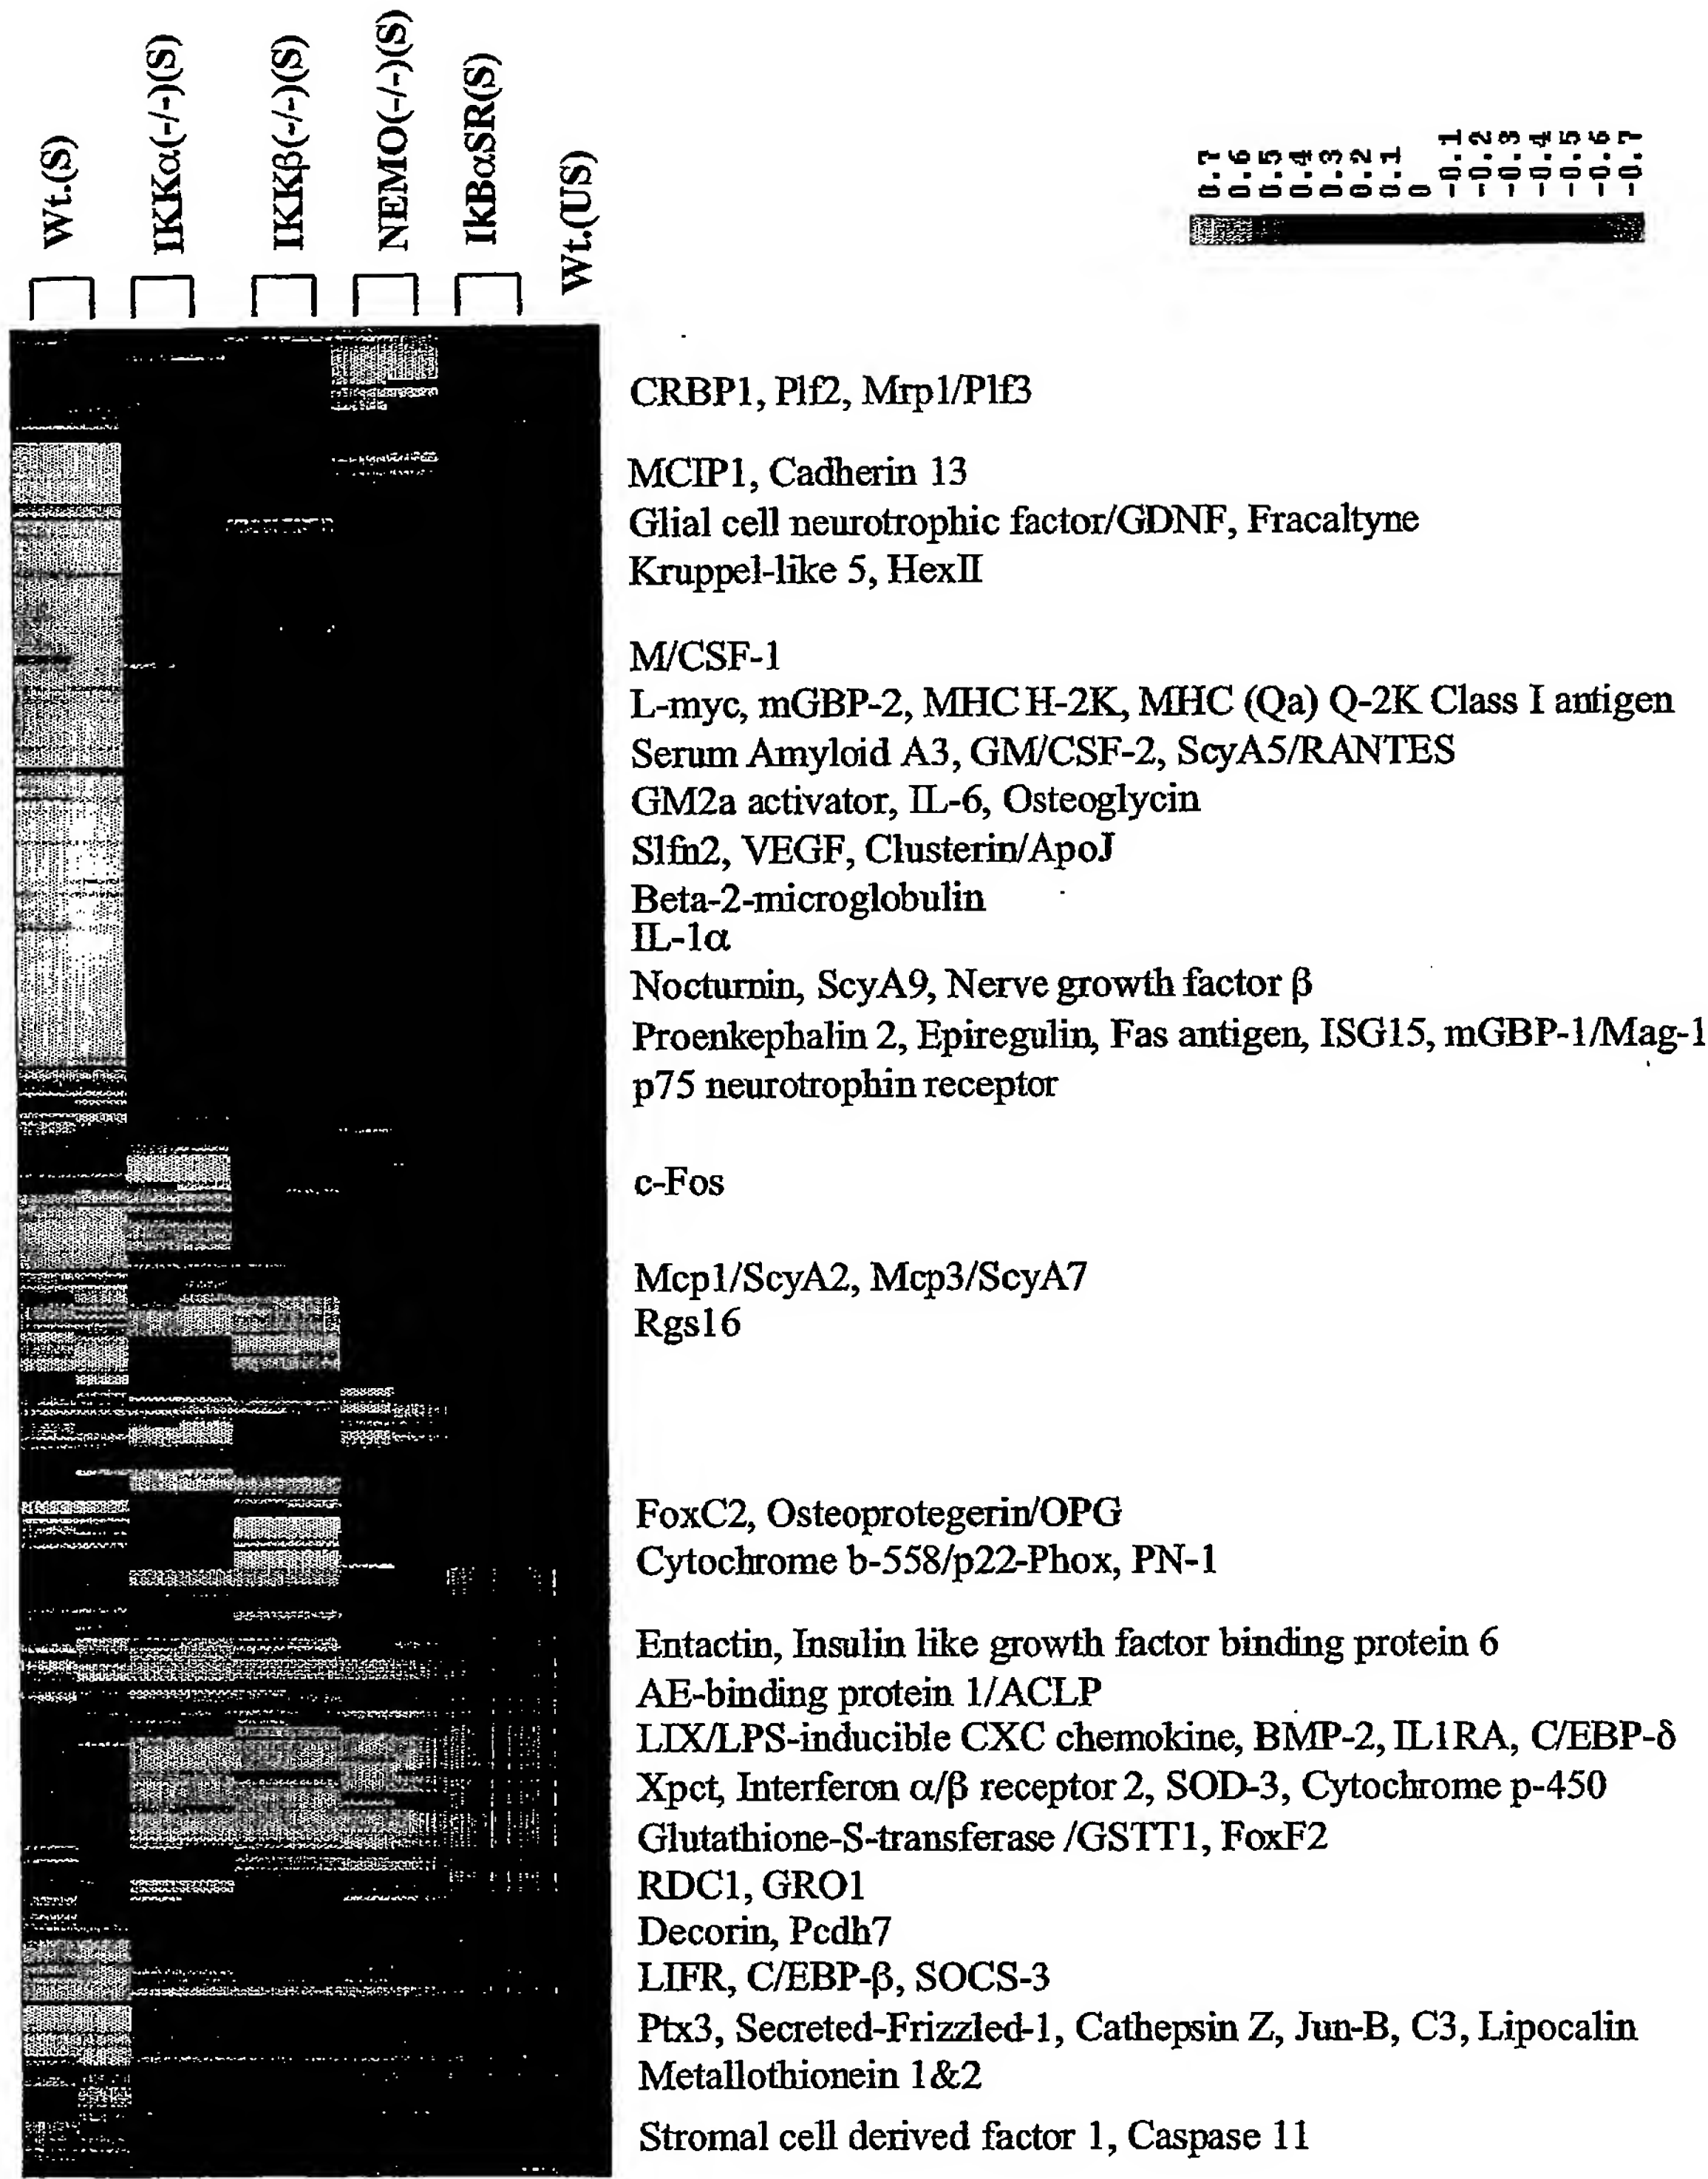 Wt.(S)
IKKα(-/-)(S)
IKKβ(-/-)(S)
NEMO(-/-)(S)
IkBαSR(S)
Wt.(US)
0.7
0.6
0.5
0.4
0.3
0.2
0.1
0
-0.1
-0.2
-0.3
-0.4
-0.5
-0.6
-0.7
CRBP1, Plf2, Mrp1/Plf3
MCIP1, Cadherin 13
Glial cell neurotrophic factor/GDNF, Fracaltyne
Kruppel-like 5, HexII
M/CSF-1
L-myc, mGBP-2, MHC H-2K, MHC (Qa) Q-2K Class I antigen
Serum Amyloid A3, GM/CSF-2, ScyA5/RANTES
GM2a activator, IL-6, Osteoglycin
Slfn2, VEGF, Clusterin/ApoJ
Beta-2-microglobulin
IL-1α
Nocturnin, ScyA9, Nerve growth factor β
Proenkephalin 2, Epiregulin, Fas antigen, ISG15, mGBP-1/Mag-1
p75 neurotrophin receptor
c-Fos
Mcp1/ScyA2, Mcp3/ScyA7
Rgs16
FoxC2, Osteoprotegerin/OPG
Cytochrome b-558/p22-Phox, PN-1
Entactin, Insulin like growth factor binding protein 6
AE-binding protein 1/ACLP
LIX/LPS-inducible CXC chemokine, BMP-2, IL1RA, C/EBP-δ
Xpct, Interferon α/β receptor 2, SOD-3, Cytochrome p-450
Glutathione-S-transferase /GSTT1, FoxF2
RDC1, GRO1
Decorin, Pcdh7
LIFR, C/EBP-β, SOCS-3
Ptx3, Secreted-Frizzled-1, Cathepsin Z, Jun-B, C3, Lipocalin
Metallothionein 1&2
Stromal cell derived factor 1, Caspase 11